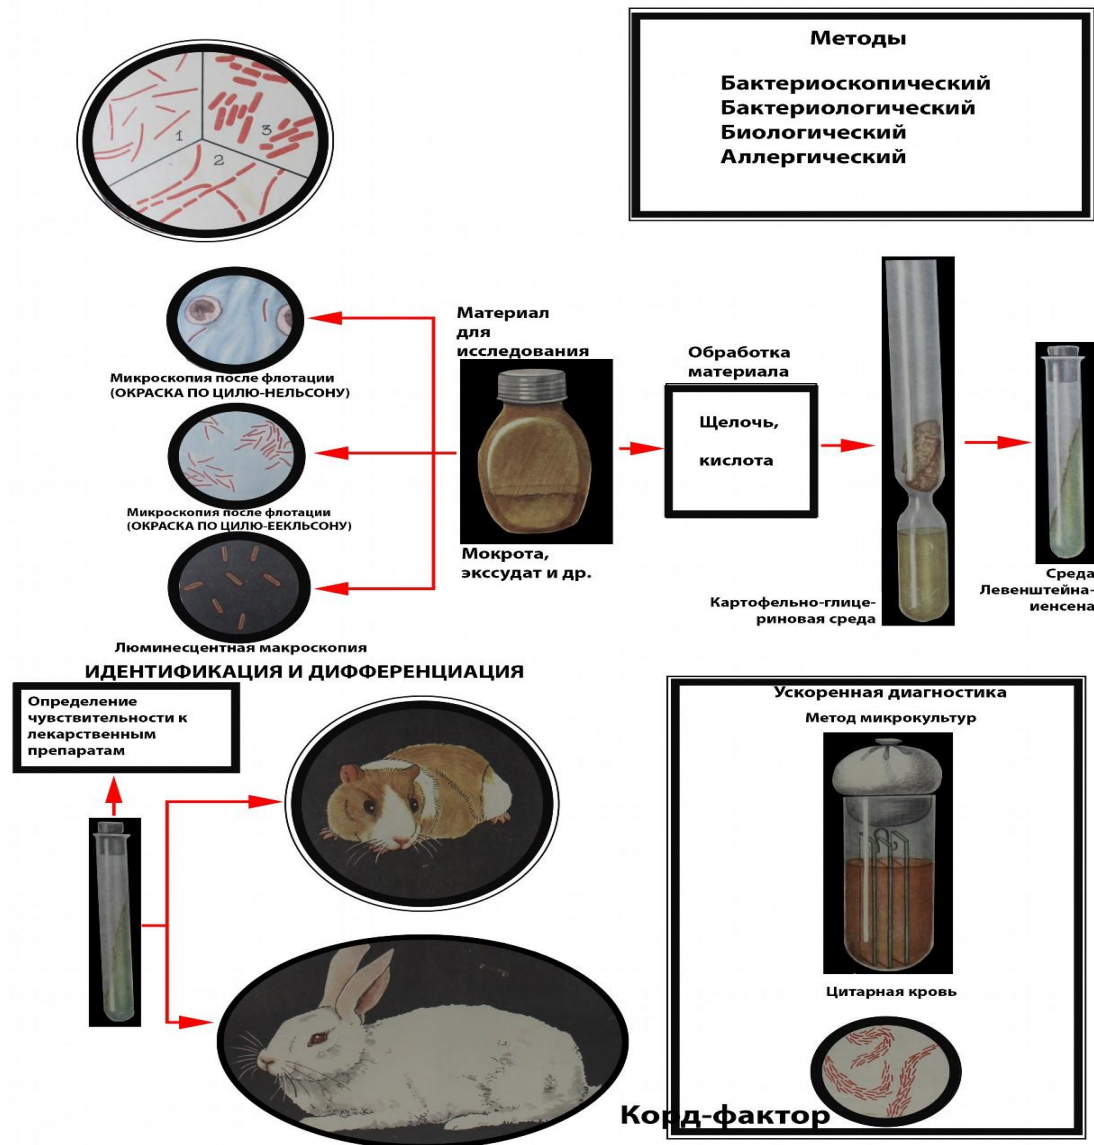 Методы
Бактериоскопический
Бактериологический
Биологический
Аллергический
1
2
3
Микроскопия после флотации
(ОКРАСКА ПО ЦИЛЮ-НЕЛЬСОНУ)
Микроскопия после флотации
(ОКРАСКА ПО ЦИЛЮ-ЕЕКЛЬСОНУ)
Люминесцентная макроскопия
Материал
для
исследования
Мокрота,
экссудат и др.
Обработка
материала
Щелочь,
кислота
Картофельно-глице-
риновая среда
Среда
Левенштейна-
иенсена
ИДЕНТИФИКАЦИЯ И ДИФФЕРЕНЦИАЦИЯ
Определение
чувствительности к
лекарственным
препаратам
Ускоренная диагностика
Метод микрокультур
Цитарная кровь
Корд-фактор